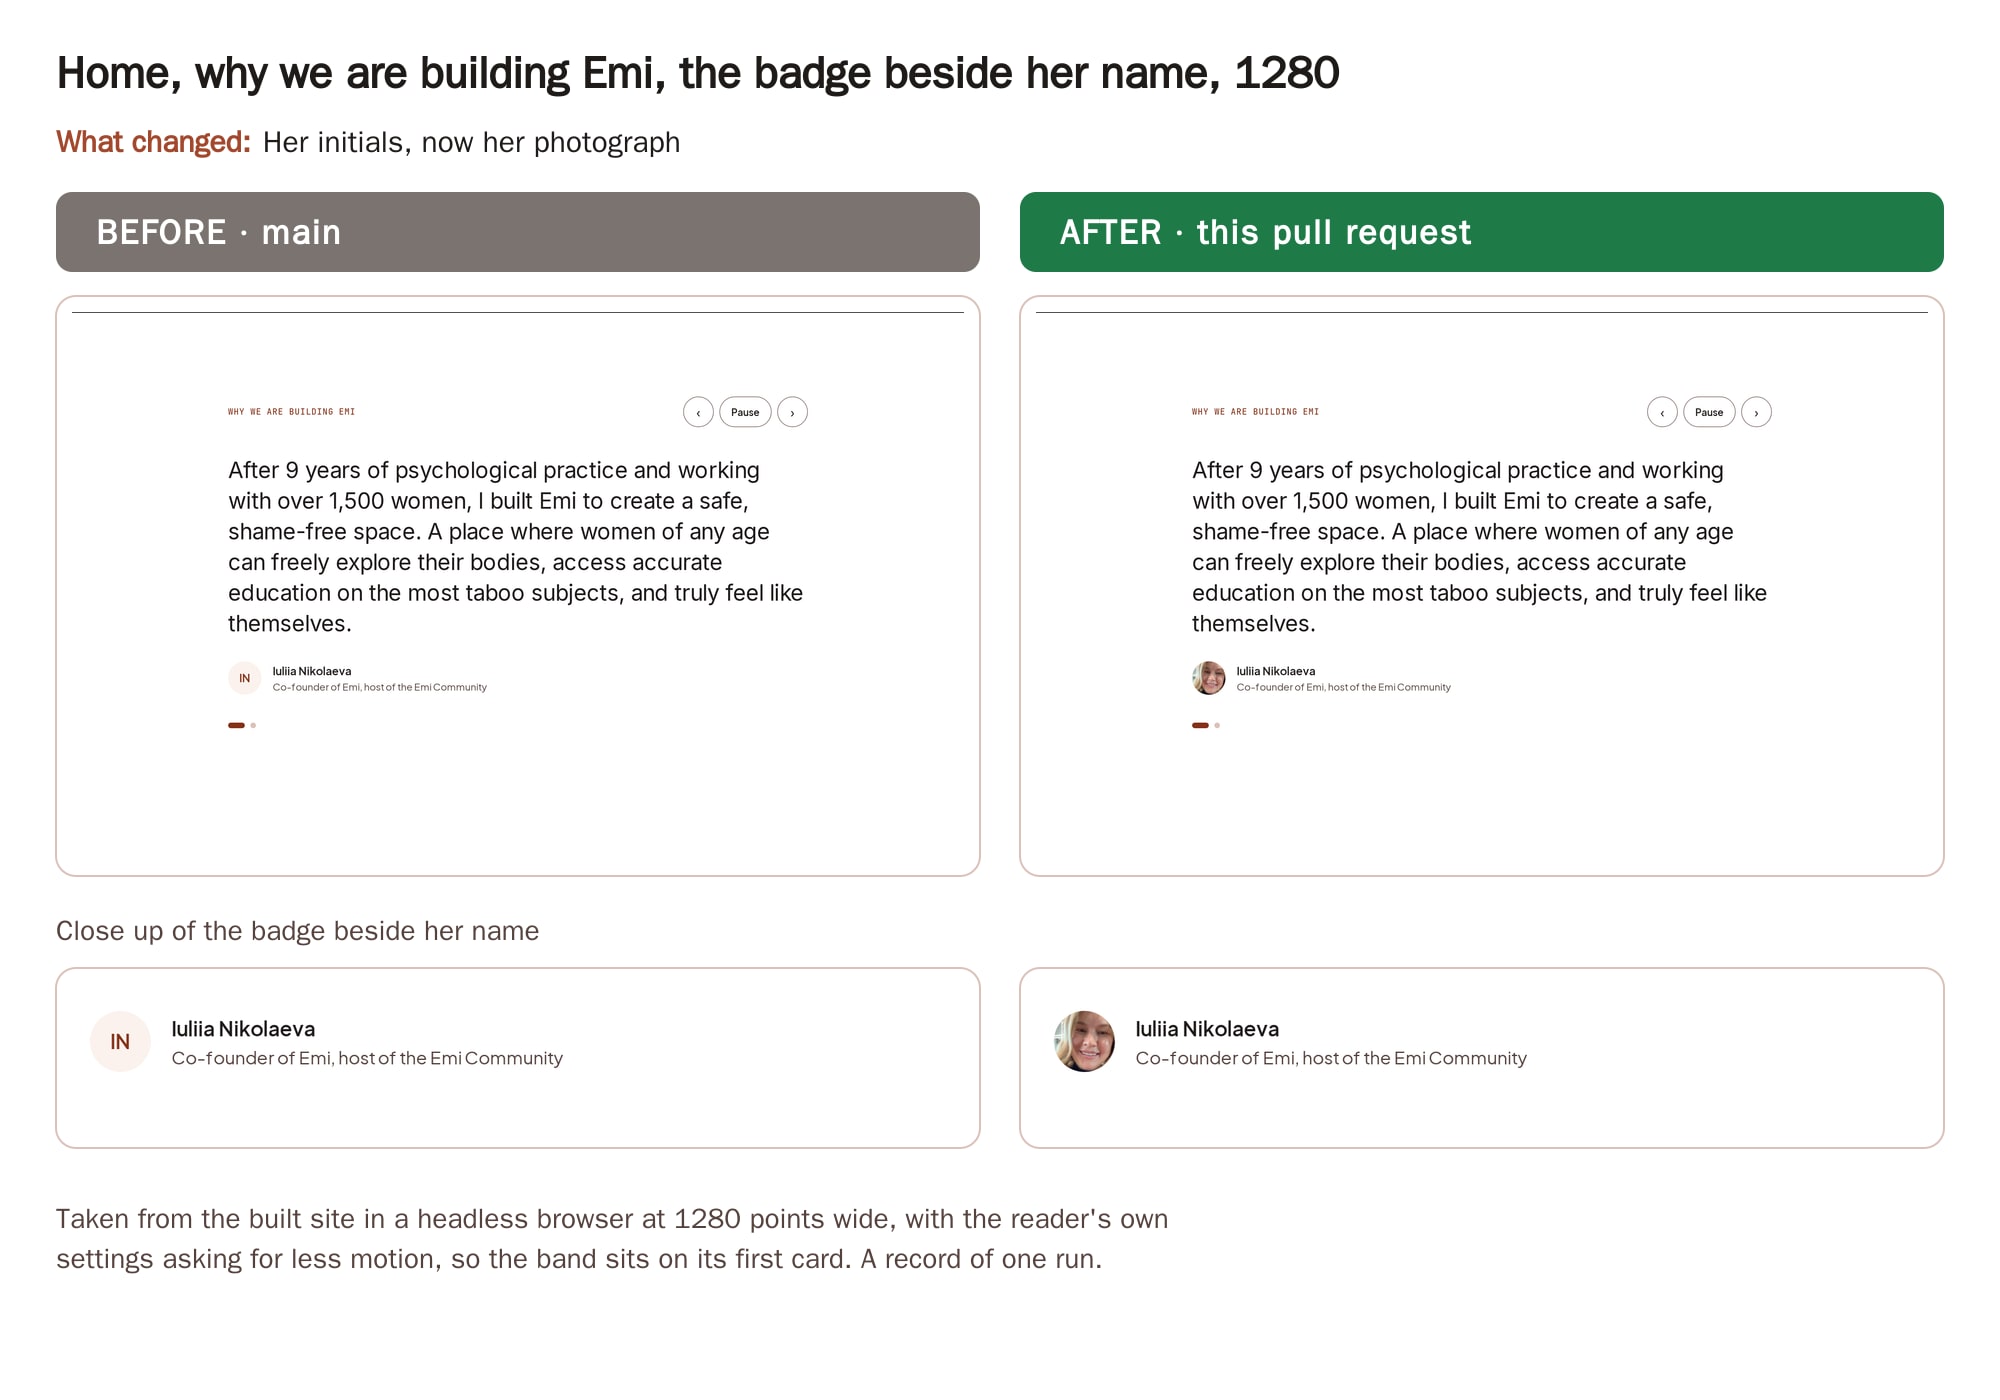 Home, why we are building Emi, the badge beside her name, 1280
What changed: Her initials, now her photograph
BEFORE · main
AFTER · this pull request
WHY WE ARE BUILDING EMI
‹ Pause ›
After 9 years of psychological practice and working
with over 1,500 women, I built Emi to create a safe,
shame-free space. A place where women of any age
can freely explore their bodies, access accurate
education on the most taboo subjects, and truly feel like
themselves.
IN
Iuliia Nikolaeva
Co-founder of Emi, host of the Emi Community
WHY WE ARE BUILDING EMI
‹ Pause ›
After 9 years of psychological practice and working
with over 1,500 women, I built Emi to create a safe,
shame-free space. A place where women of any age
can freely explore their bodies, access accurate
education on the most taboo subjects, and truly feel like
themselves.
Iuliia Nikolaeva
Co-founder of Emi, host of the Emi Community
Close up of the badge beside her name
IN
Iuliia Nikolaeva
Co-founder of Emi, host of the Emi Community
Iuliia Nikolaeva
Co-founder of Emi, host of the Emi Community
Taken from the built site in a headless browser at 1280 points wide, with the reader's own
settings asking for less motion, so the band sits on its first card. A record of one run.